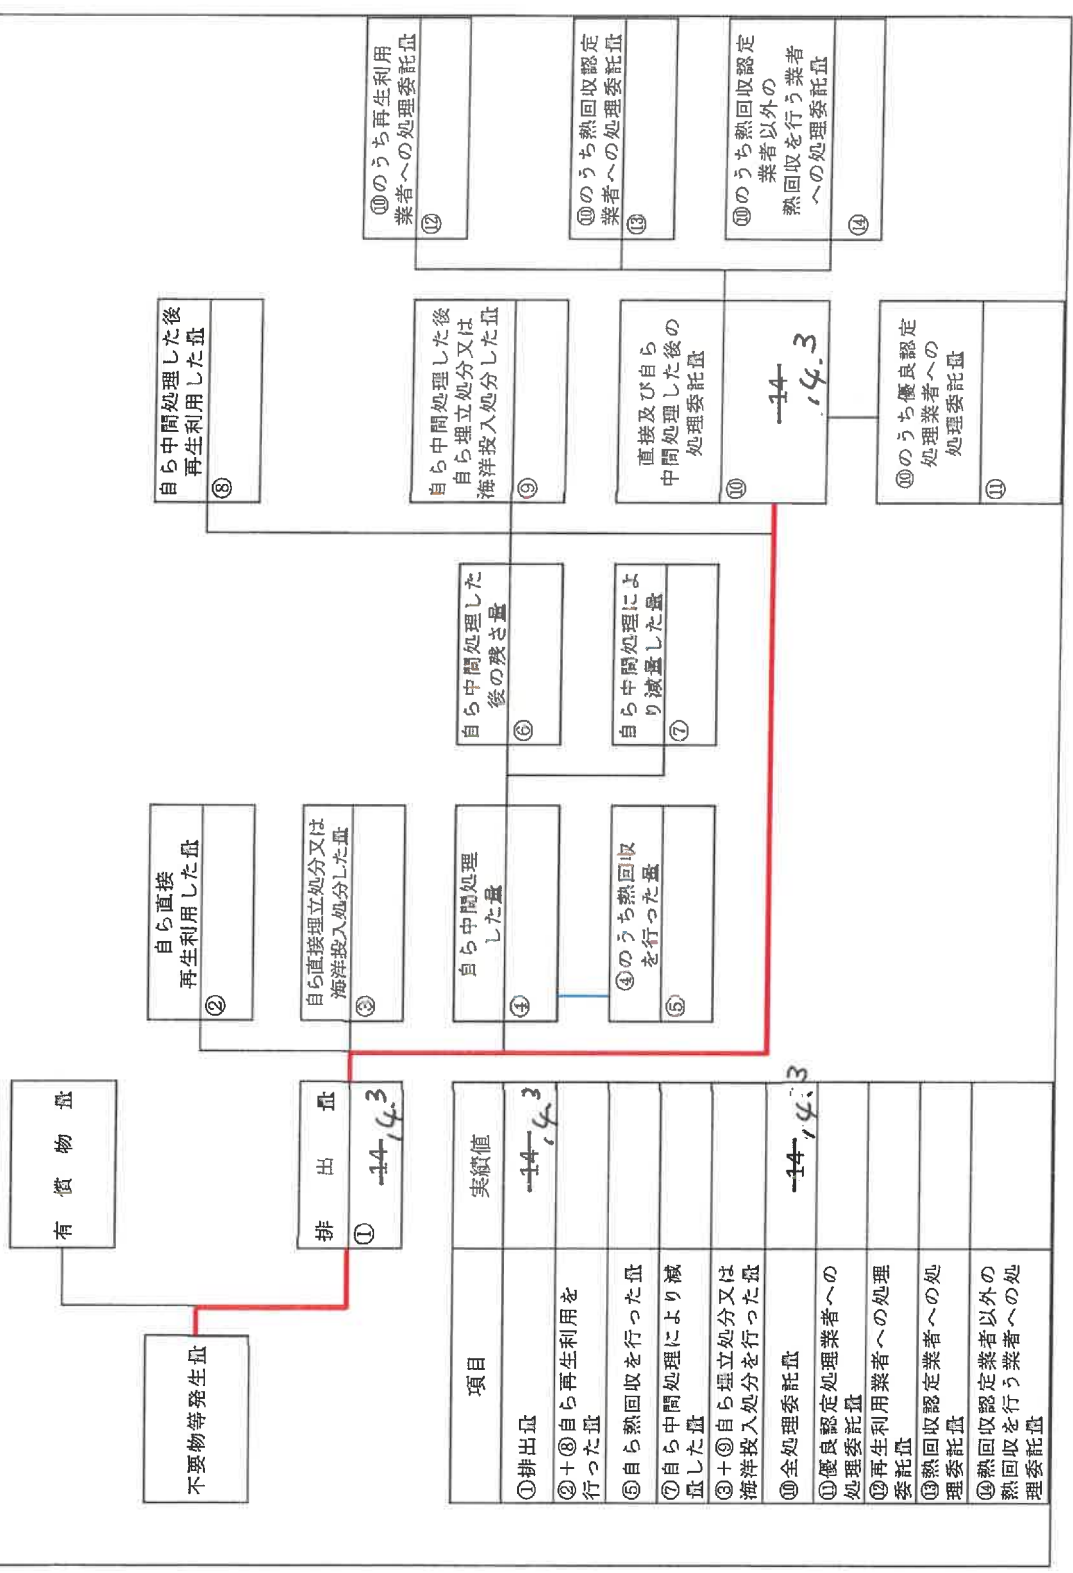 不要物等発生量
有償物量
排出量
①
14
14.3
自ら直接
再生利用した量
②
自ら直接埋立処分又は
海洋投入処分した量
③
自ら中間処理
した量
④
④のうち熱回収
を行った量
⑤
自ら中間処理した
後の残さ量
⑥
自ら中間処理によ
り減量した量
⑦
自ら中間処理した後
再生利用した量
⑧
自ら中間処理した後
自ら埋立処分又は
海洋投入処分した量
⑨
直接及び自ら
中間処理した後の
処理委託量
⑩
14
14.3
⑩のうち優良認定
処理業者への
処理委託量
⑪
⑩のうち再生利用
業者への処理委託量
⑫
⑩のうち熱回収認定
業者への処理委託量
⑬
⑩のうち熱回収認定
業者以外の
熱回収を行う業者
への処理委託量
⑭
項目
実績値
①排出量
14 14.3
②+⑧自ら再生利用を
行った量
⑤自ら熱回収を行った量
⑦自ら中間処理により減
量した量
③+⑨自ら埋立処分又は
海洋投入処分を行った量
⑩全処理委託量
14 14.3
⑪優良認定処理業者への
処理委託量
⑫再生利用業者への処理
委託量
⑬熱回収認定業者への処
理委託量
⑭熱回収認定業者以外の
熱回収を行う業者への処
理委託量